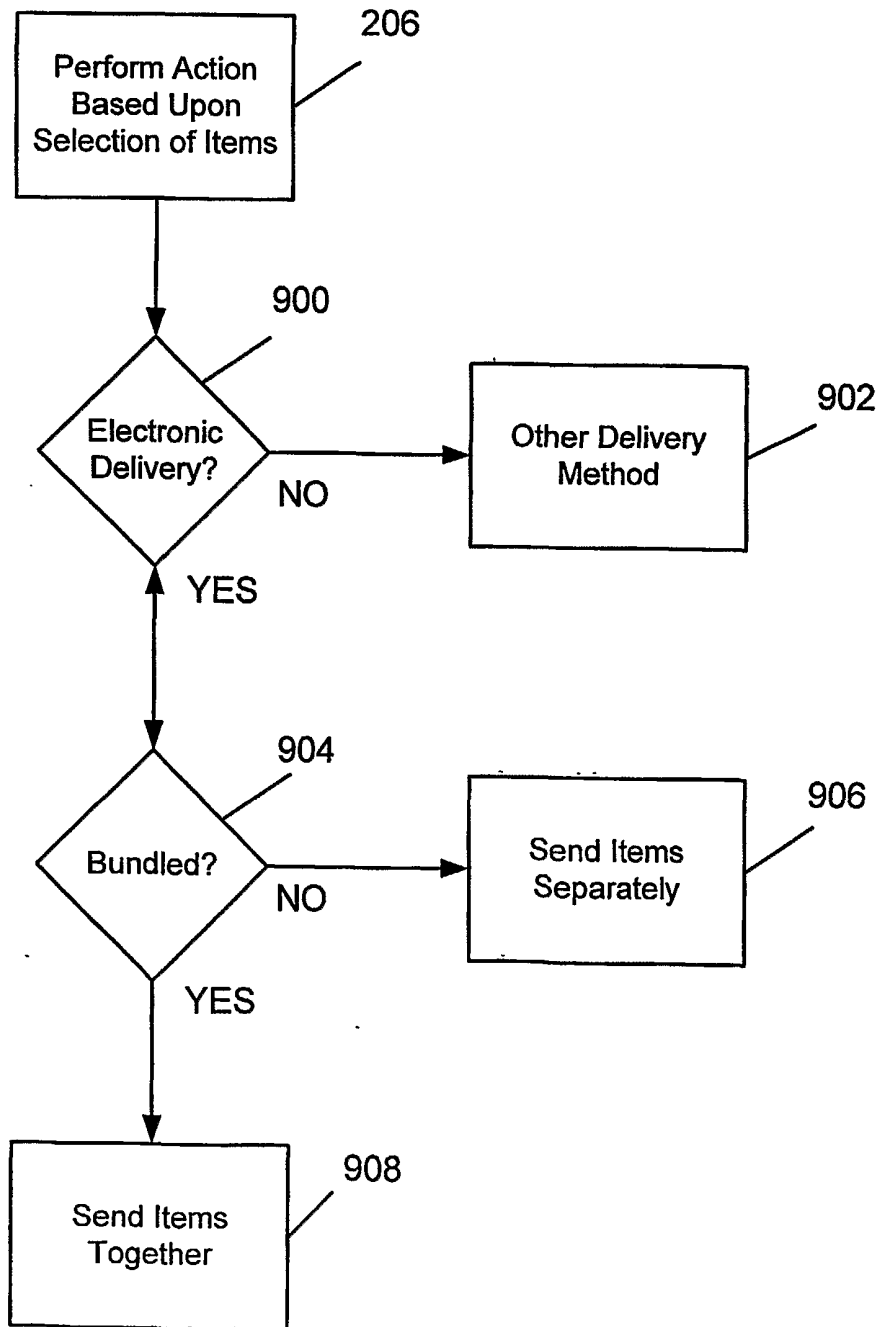 206
Perform Action
Based Upon
Selection of Items
900
Electronic
Delivery?
NO
YES
902
Other Delivery
Method
904
Bundled?
NO
YES
906
Send Items
Separately
908
Send Items
Together